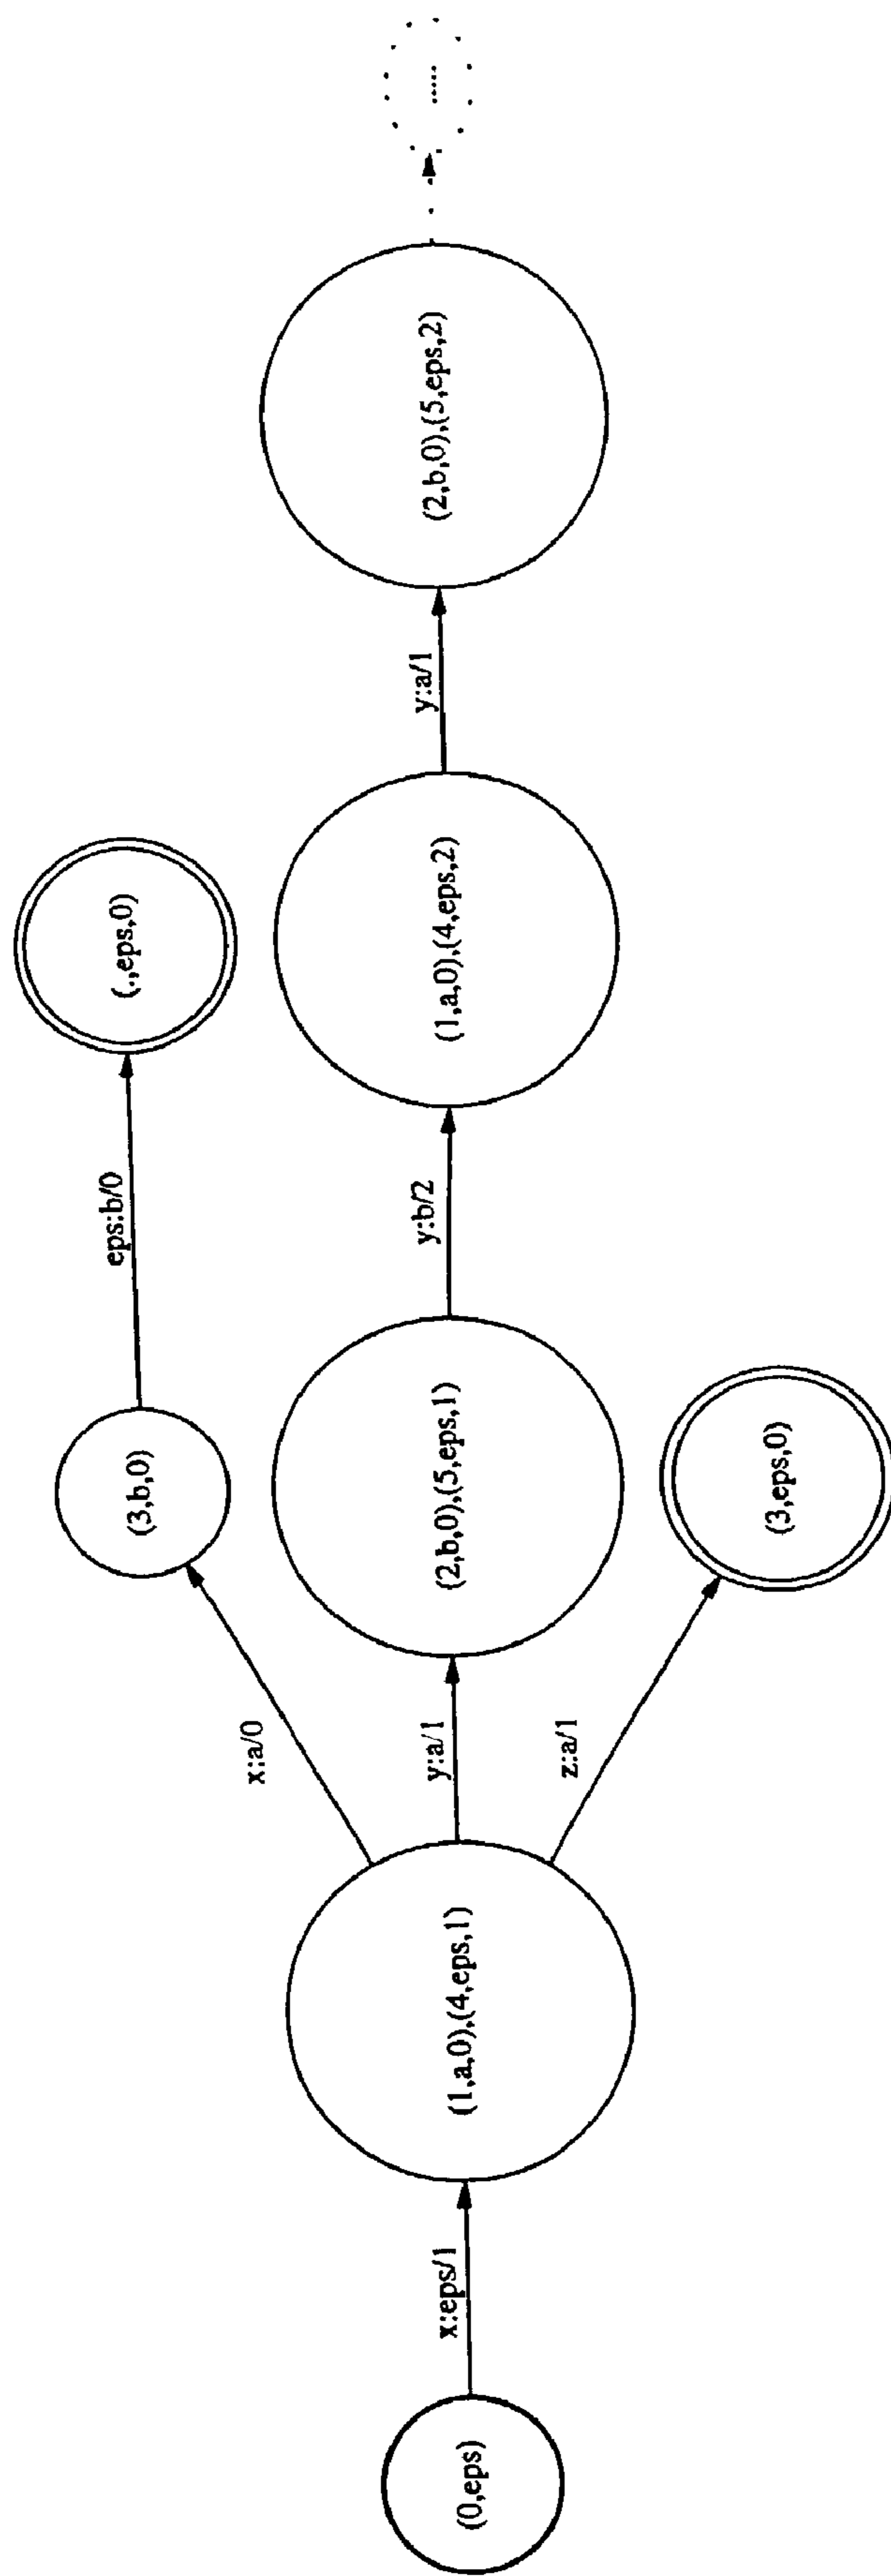 (0,eps)
x:eps/1
(1,a,0),(4,eps,1)
x:a/0
y:a/1
z:a/1
(3,b,0)
(2,b,0),(5,eps,1)
(3,eps,0)
eps:b/0
y:b/2
(.,eps,0)
(1,a,0),(4,eps,2)
y:a/1
(2,b,0),(5,eps,2)
.....